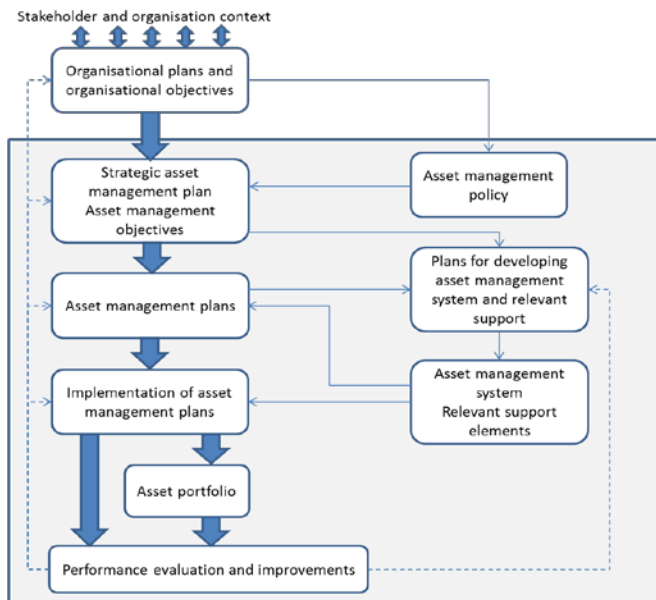 Stakeholder and organisation context
Organisational plans and
organisational objectives
Strategic asset
management plan
Asset management
objectives
Asset management
policy
Plans for developing
asset management
system and relevant
support
Asset management plans
Asset management
system
Relevant support
elements
Implementation of asset
management plans
Asset portfolio
Performance evaluation and improvements